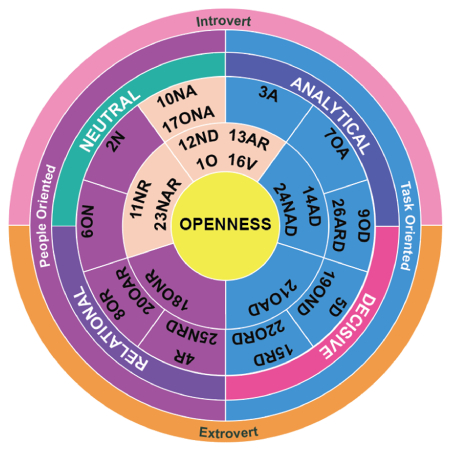 Introvert
NEUTRAL
ANALYTICAL
People Oriented
Task Oriented
10NA
17ONA
3A
7OA
2N
12ND
13AR
1O
16V
11NR
23NAR
24NAD
14AD
26ARD
9OD
6ON
OPENNESS
8OR
20OAR
18ONR
21OAD
19OND
5D
25NRD
4R
22ORD
15RD
RELATIONAL
DECISIVE
Extrovert